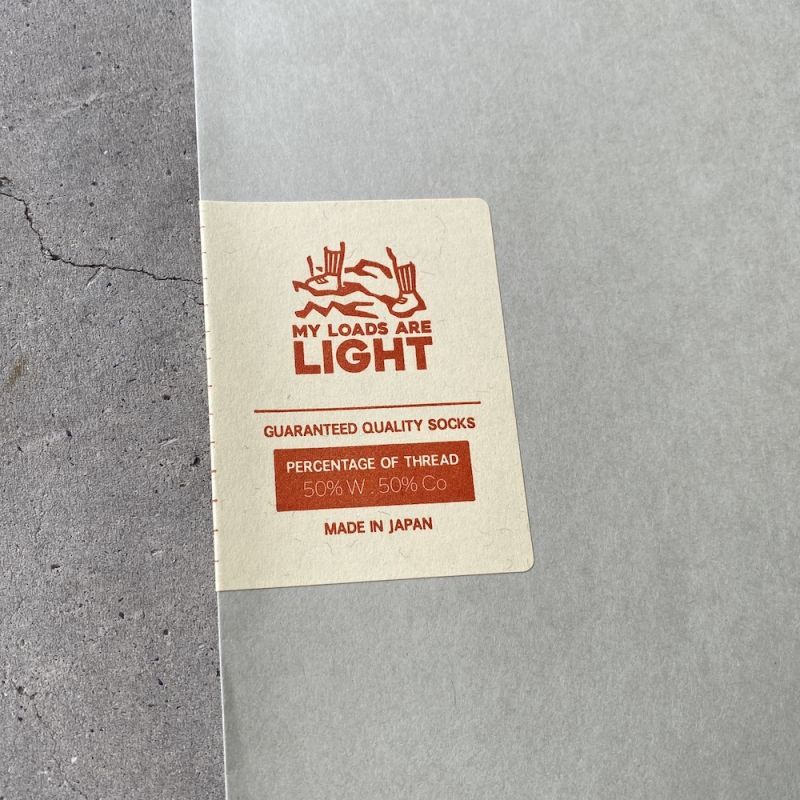 MY LOADS ARE
LIGHT
GUARANTEED QUALITY SOCKS
PERCENTAGE OF THREAD
50% W . 50% Co
MADE IN JAPAN